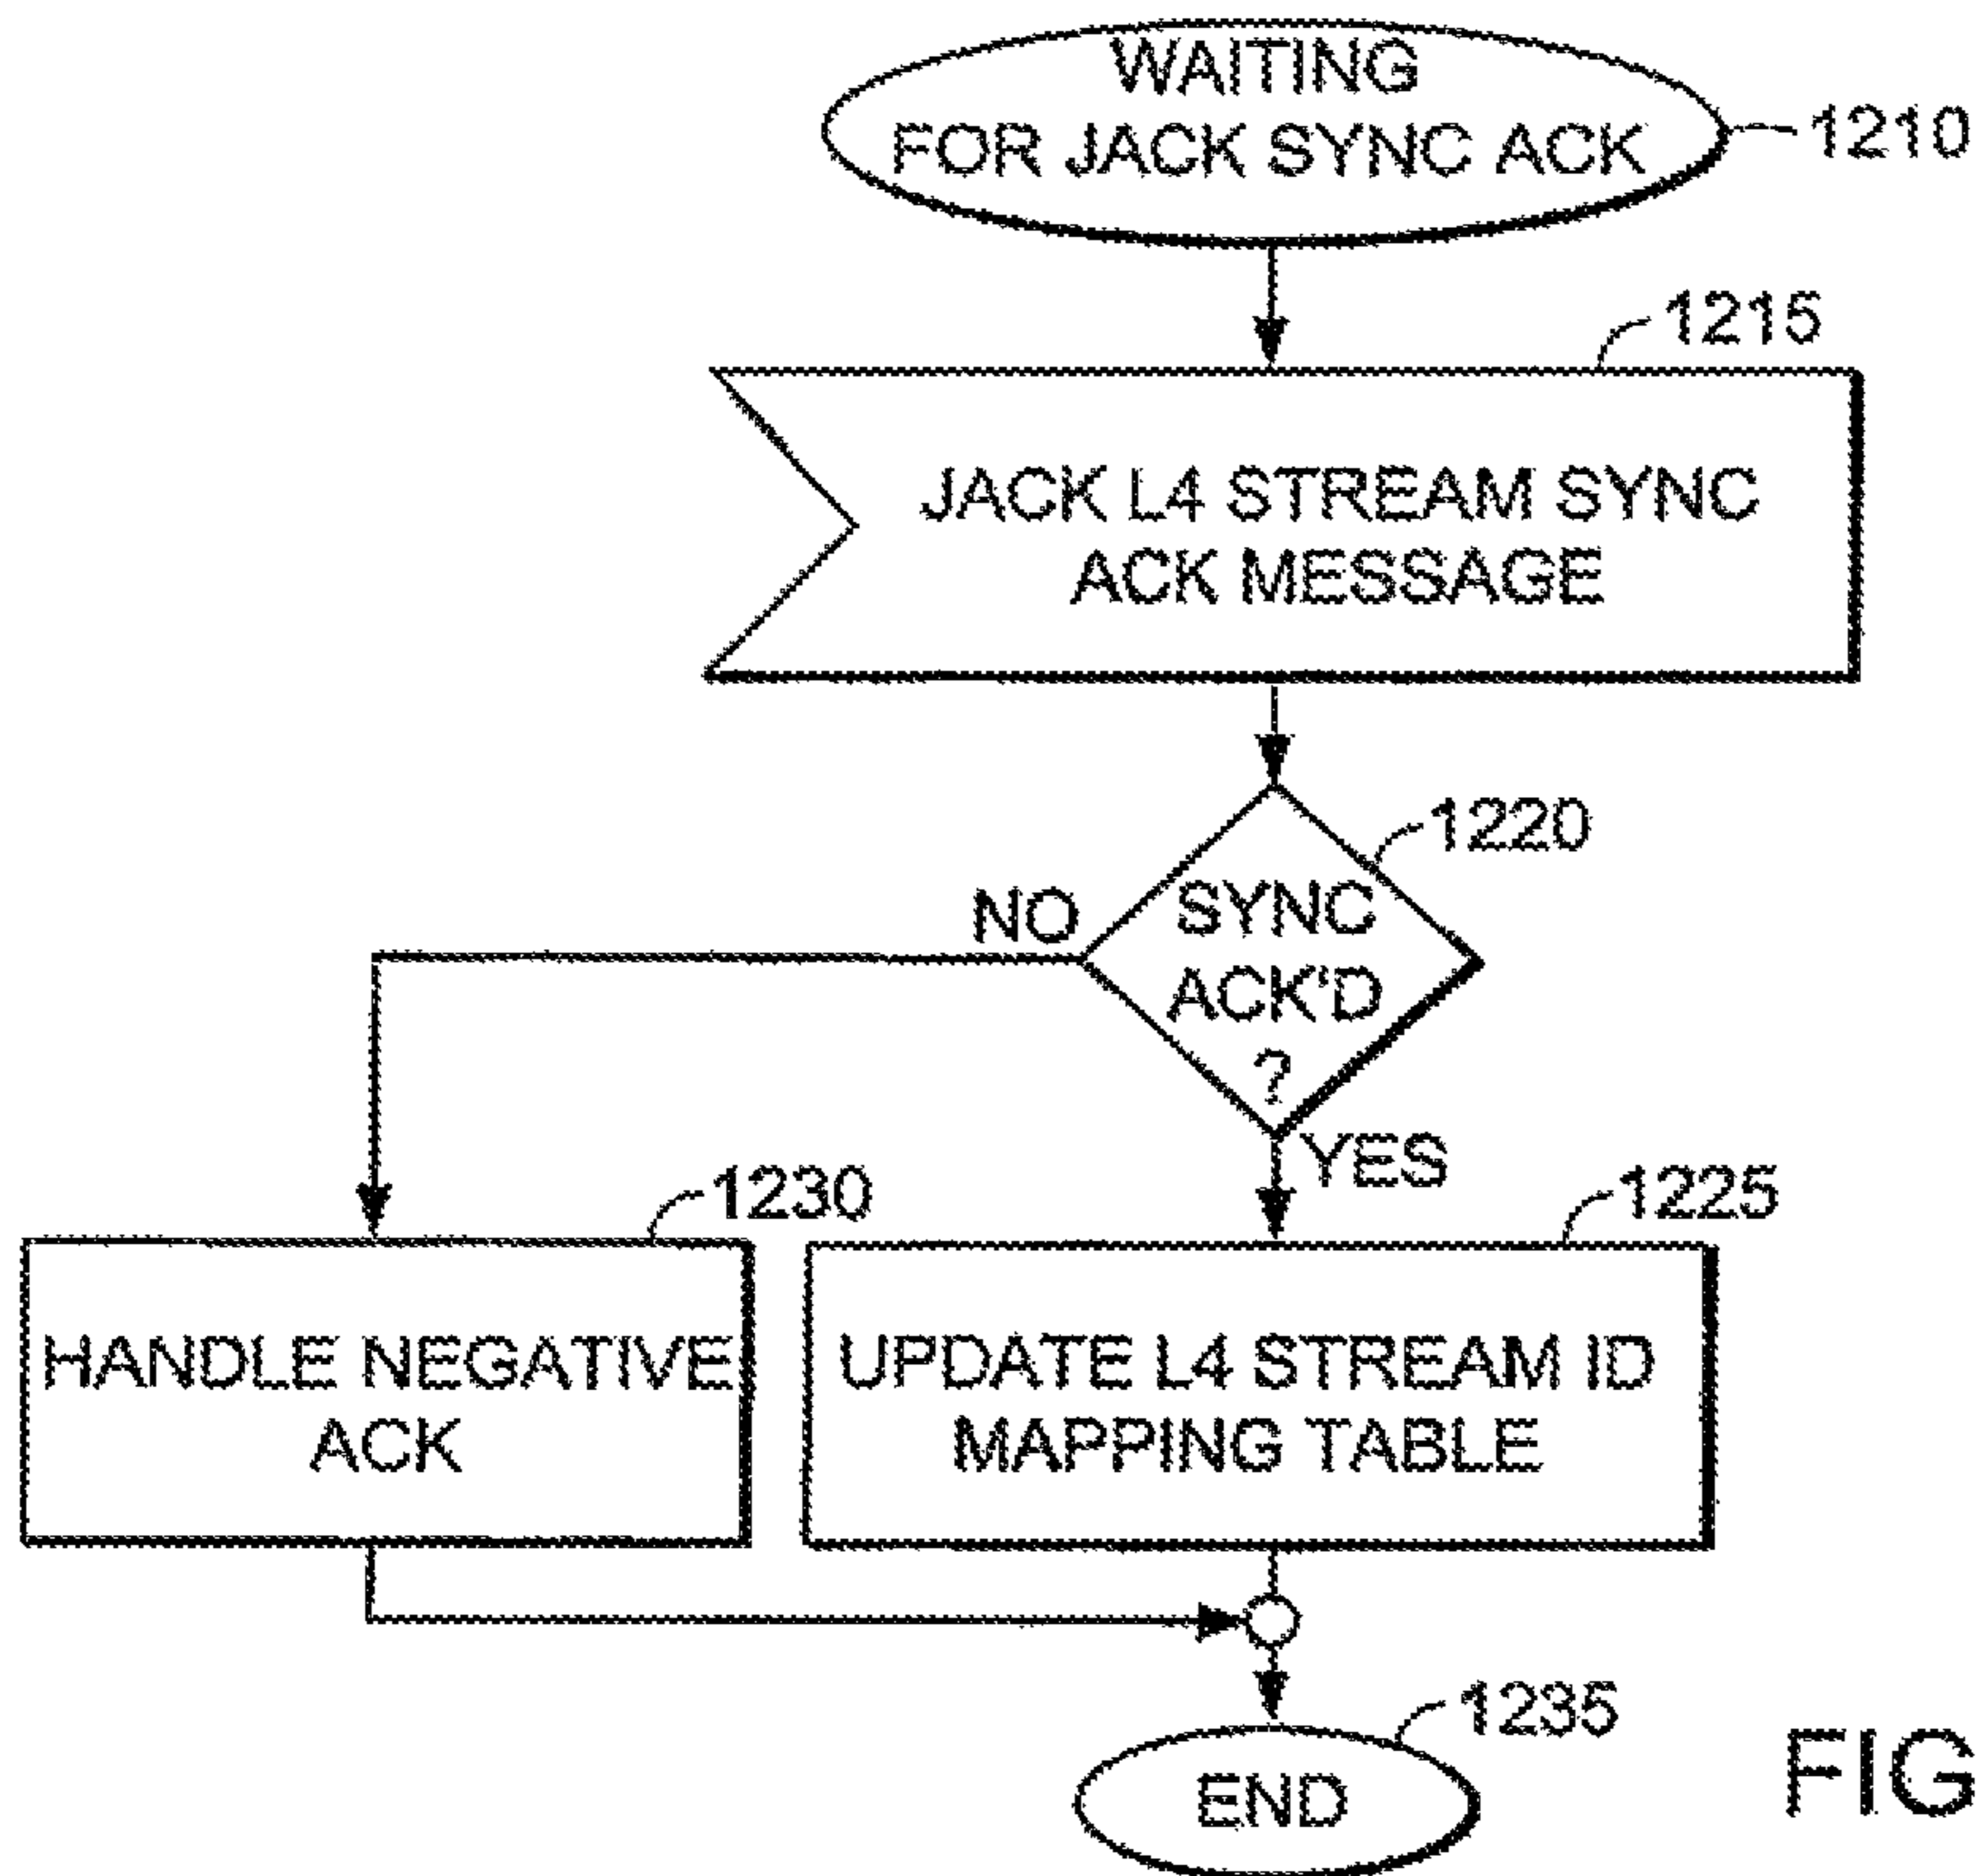 WAITING
FOR JACK SYNC ACK
1210
1215
JACK L4 STREAM SYNC
ACK MESSAGE
1220
NO
SYNC
ACK'D
?
YES
1230
1225
HANDLE NEGATIVE
ACK
UPDATE L4 STREAM ID
MAPPING TABLE
1235
END
FIG